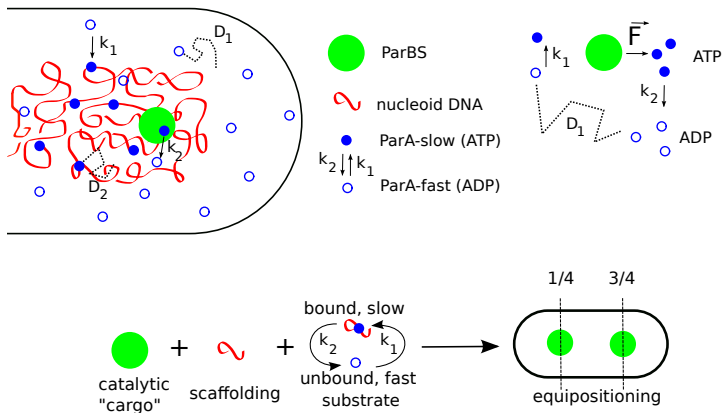 k1
D1
k2
D2
ParBS
nucleoid DNA
ParA-slow (ATP)
k2 k1
ParA-fast (ADP)
k1
F
ATP
k2
D1
ADP
catalytic
"cargo"
+
scaffolding
+
bound, slow
k2 k1
unbound, fast
substrate
1/4 3/4
equipositioning